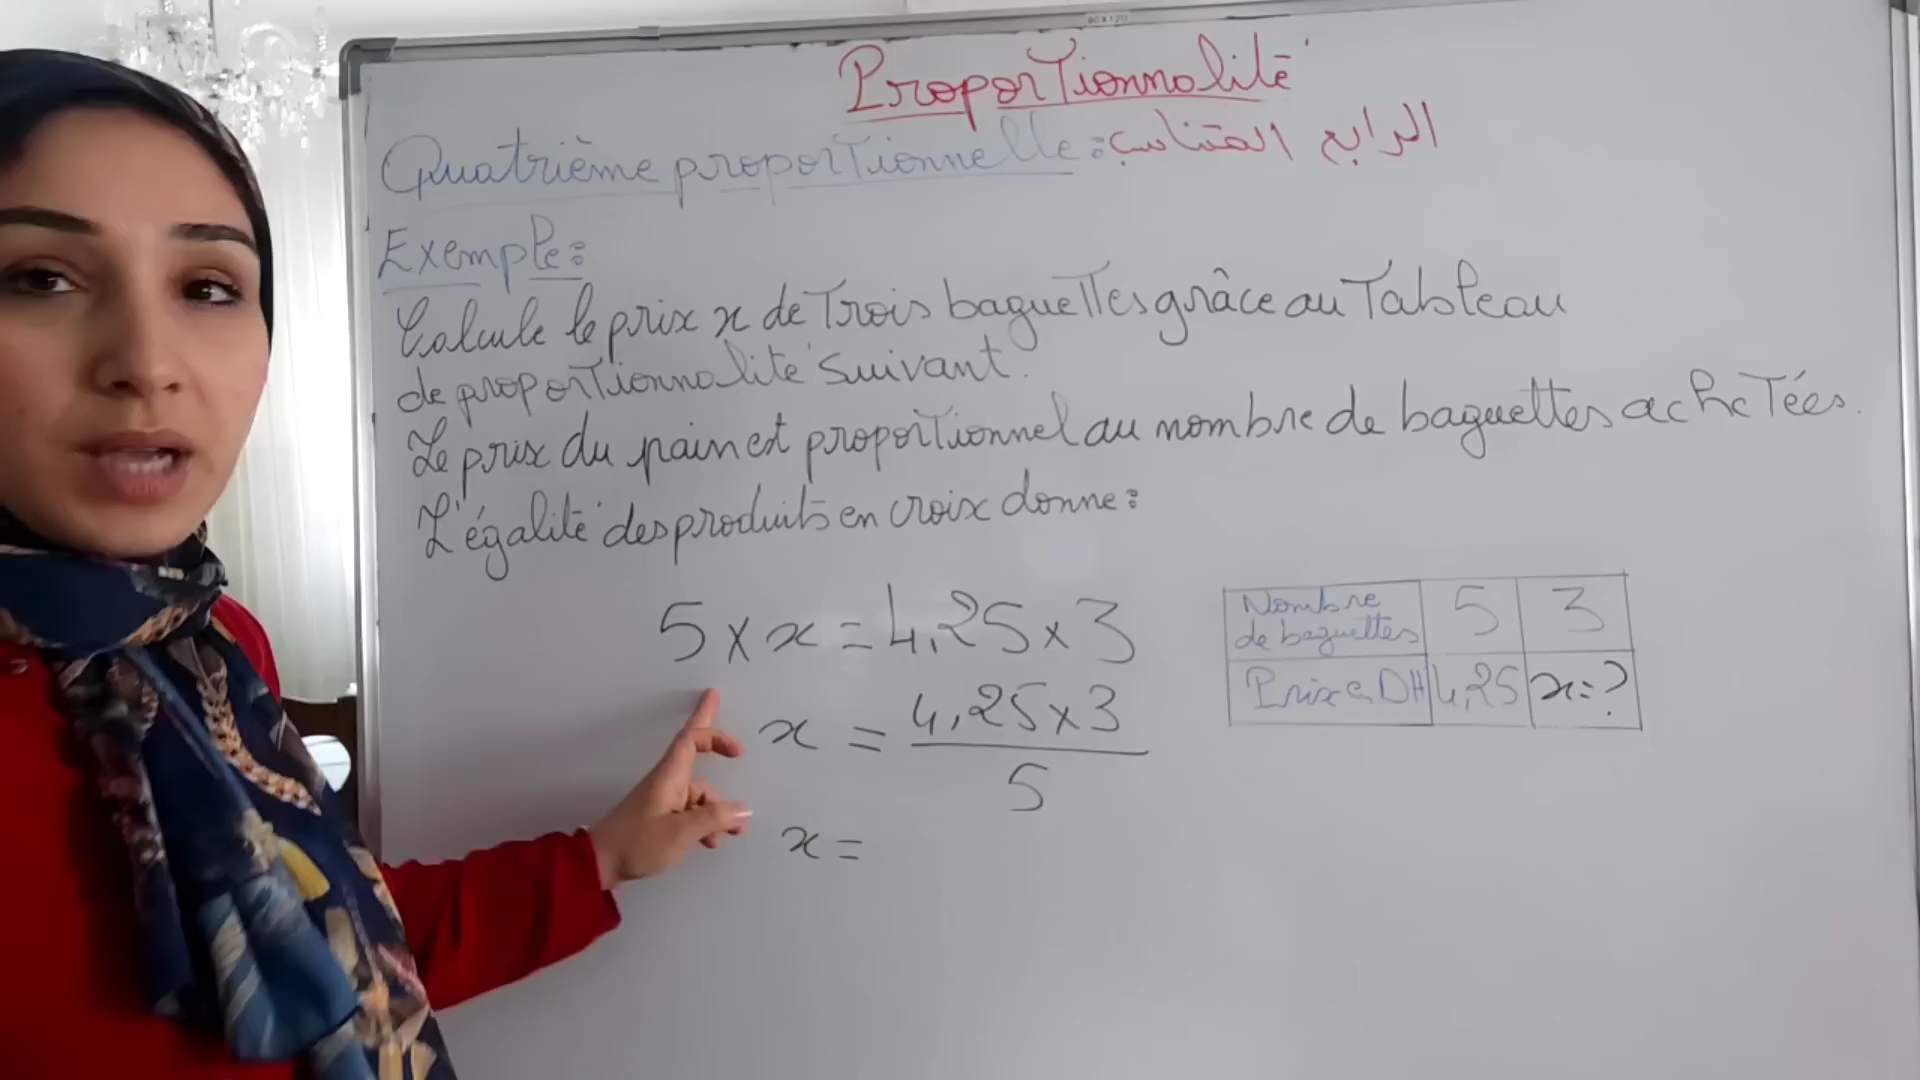 90x120
Proportionnalité
Quatrième proportionnelle : الرابع المتناسب
Exemple :
Calcule le prix x de trois baguettes grâce au tableau
de proportionnalité suivant.
Le prix du pain est proportionnel au nombre de baguettes achetées.
L'égalité des produits en croix donne :
5 × x = 4,25 × 3
x = 4,25 × 3
5
x =
Nombre de baguettes 5 3
Prix en DH 4,25 x = ?